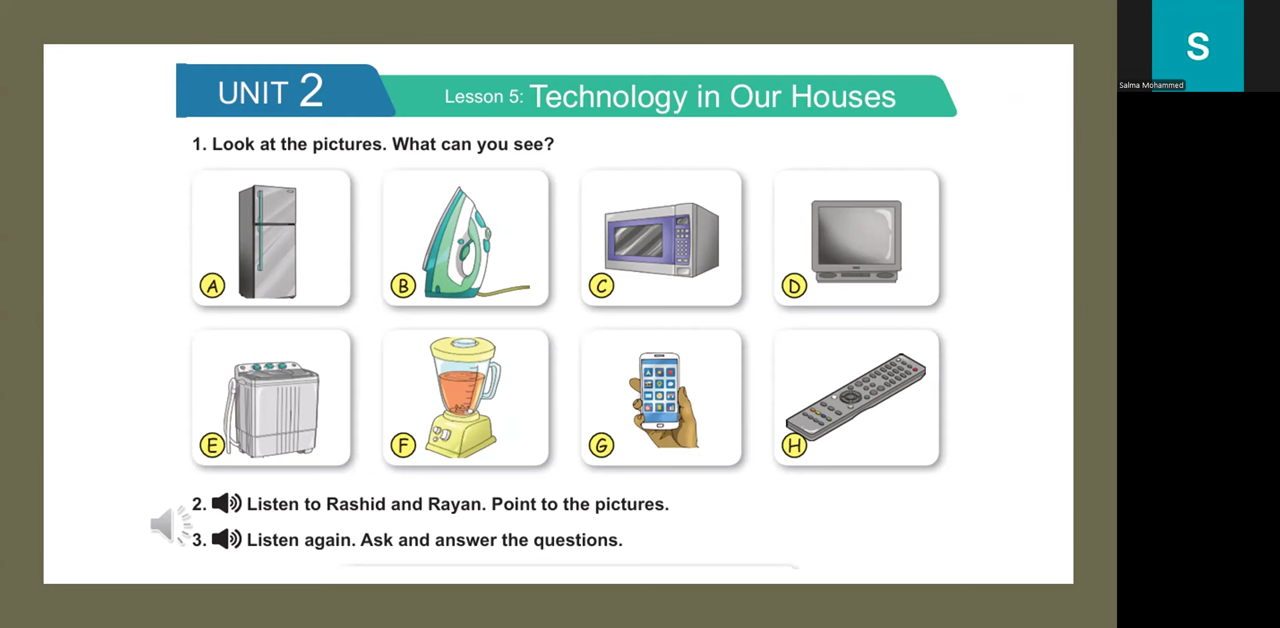 UNIT 2
Lesson 5: Technology in Our Houses
1. Look at the pictures. What can you see?
A
B
C
D
E
F
G
H
2. Listen to Rashid and Rayan. Point to the pictures.
3. Listen again. Ask and answer the questions.
S
Salma Mohammed